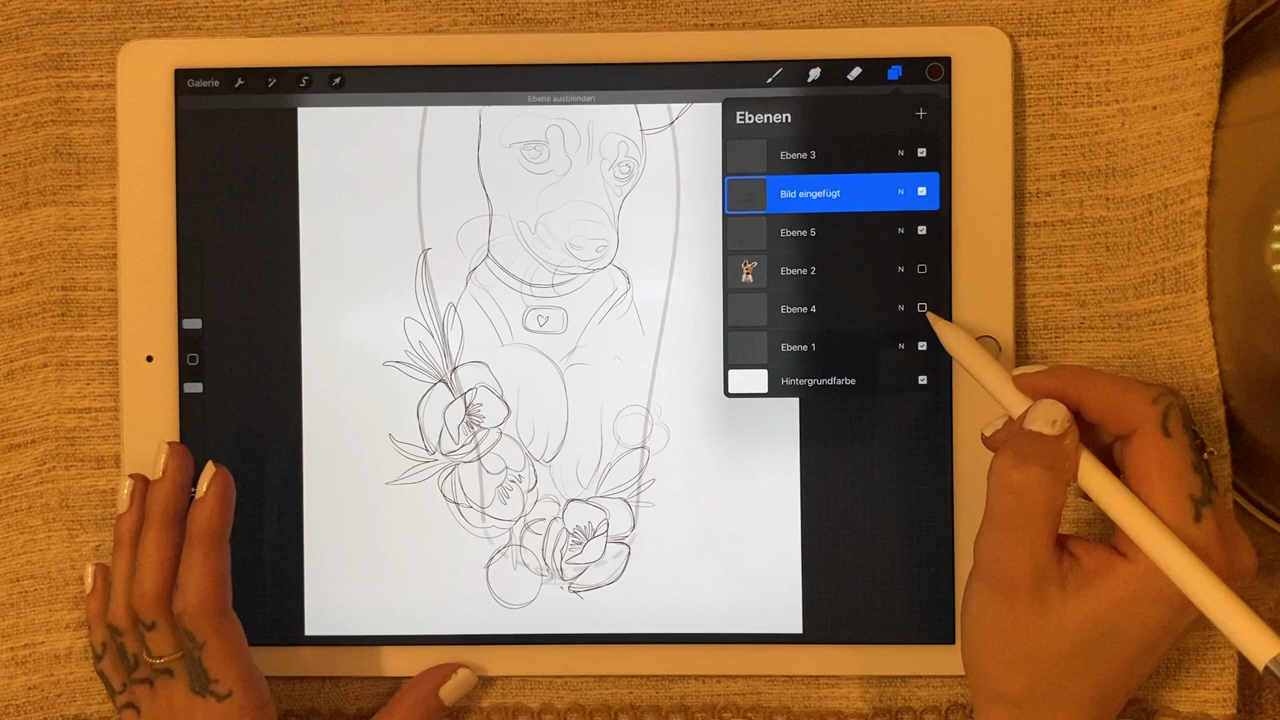 Galerie
Ebene ausblenden
Ebenen
Ebene 3 N
Bild eingefügt N
Ebene 5 N
Ebene 2 N
Ebene 4 N
Ebene 1 N
Hintergrundfarbe